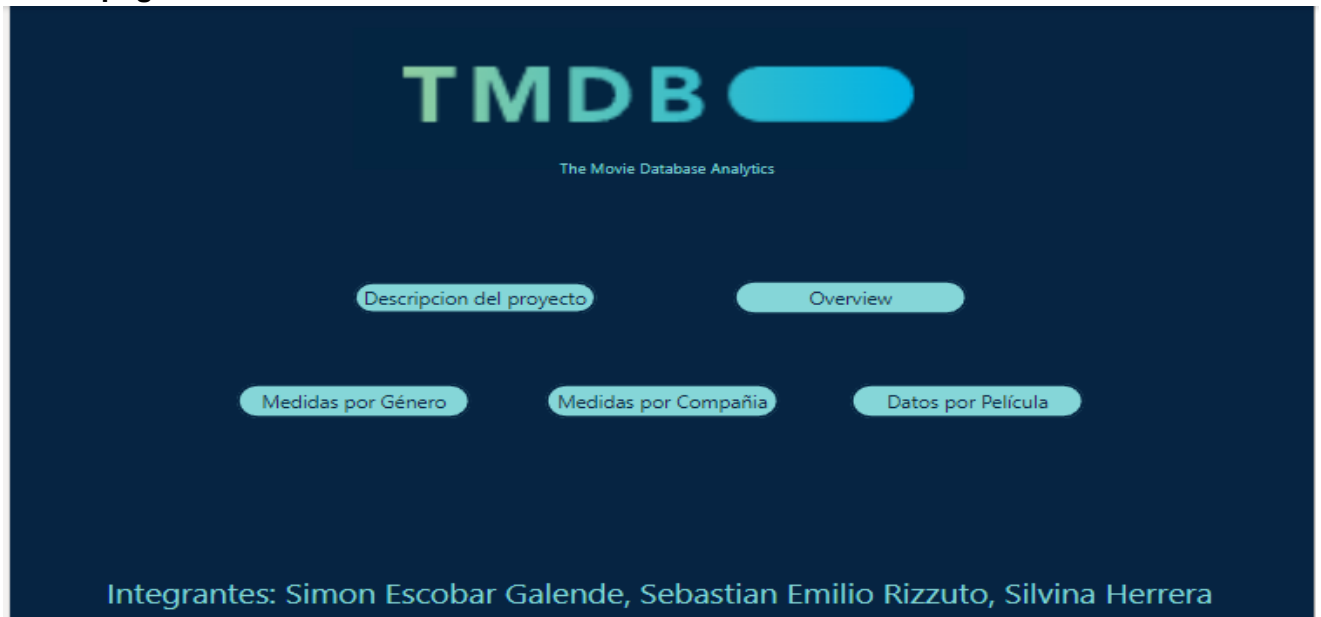 TMDB
The Movie Database Analytics
Descripcion del proyecto
Overview
Medidas por Género
Medidas por Compañia
Datos por Película
Integrantes: Simon Escobar Galende, Sebastian Emilio Rizzuto, Silvina Herrera